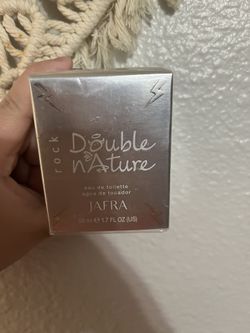 rock
Double
nAture
eau de toilette
agua de tocador
JAFRA
50 ml e 1.7 FL OZ (US)